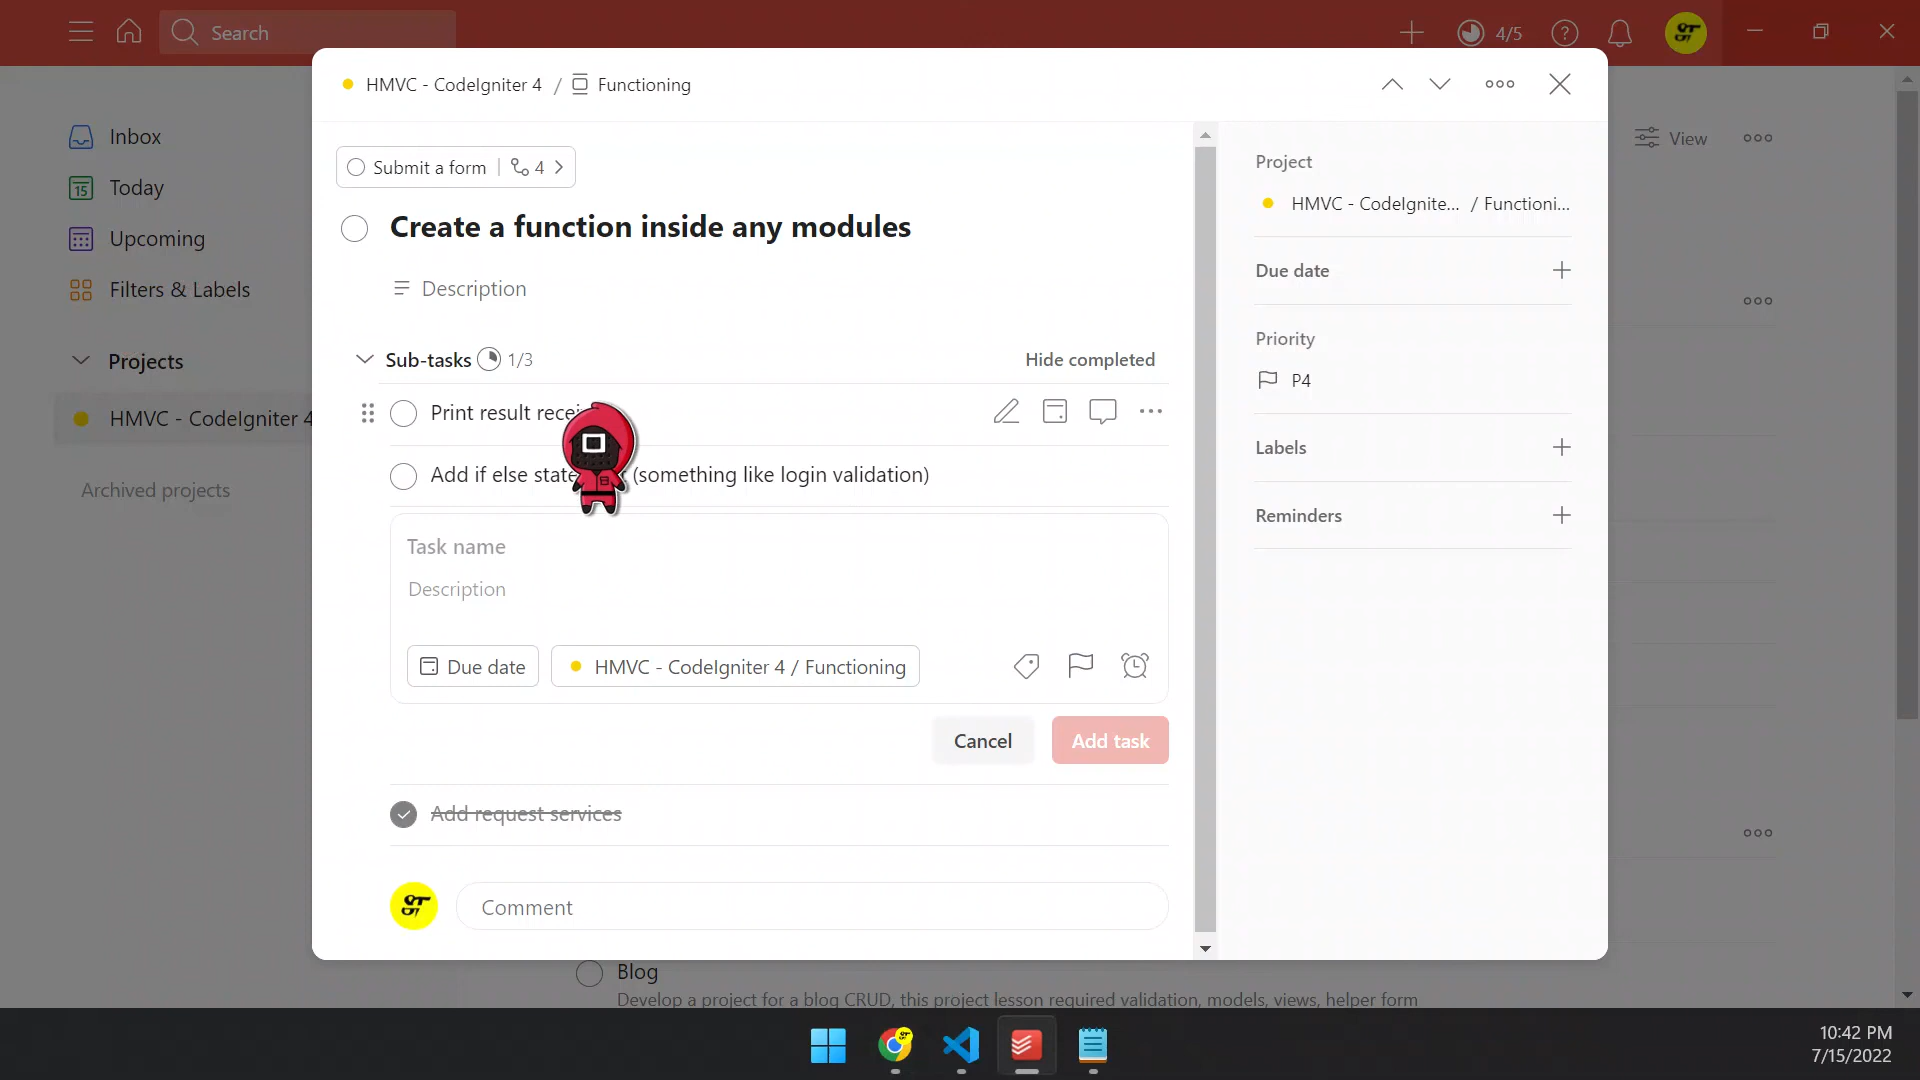 Search
4/5
HMVC - CodeIgniter 4 / Functioning
Inbox
Today
15
Upcoming
Filters & Labels
Projects
HMVC - CodeIgniter 4
Archived projects
View
Submit a form
4
Create a function inside any modules
Description
Sub-tasks 1/3
Hide completed
Print result
Add if else (something like login validation)
Task name
Description
Due date
HMVC - CodeIgniter 4 / Functioning
Cancel
Add task
Add request services
Comment
Project
HMVC - CodeIgnite... / Functioni...
Due date
Priority
P4
Labels
Reminders
Blog
Develop a project for a blog CRUD, this project lesson required validation, models, views, helper form
10:42 PM
7/15/2022